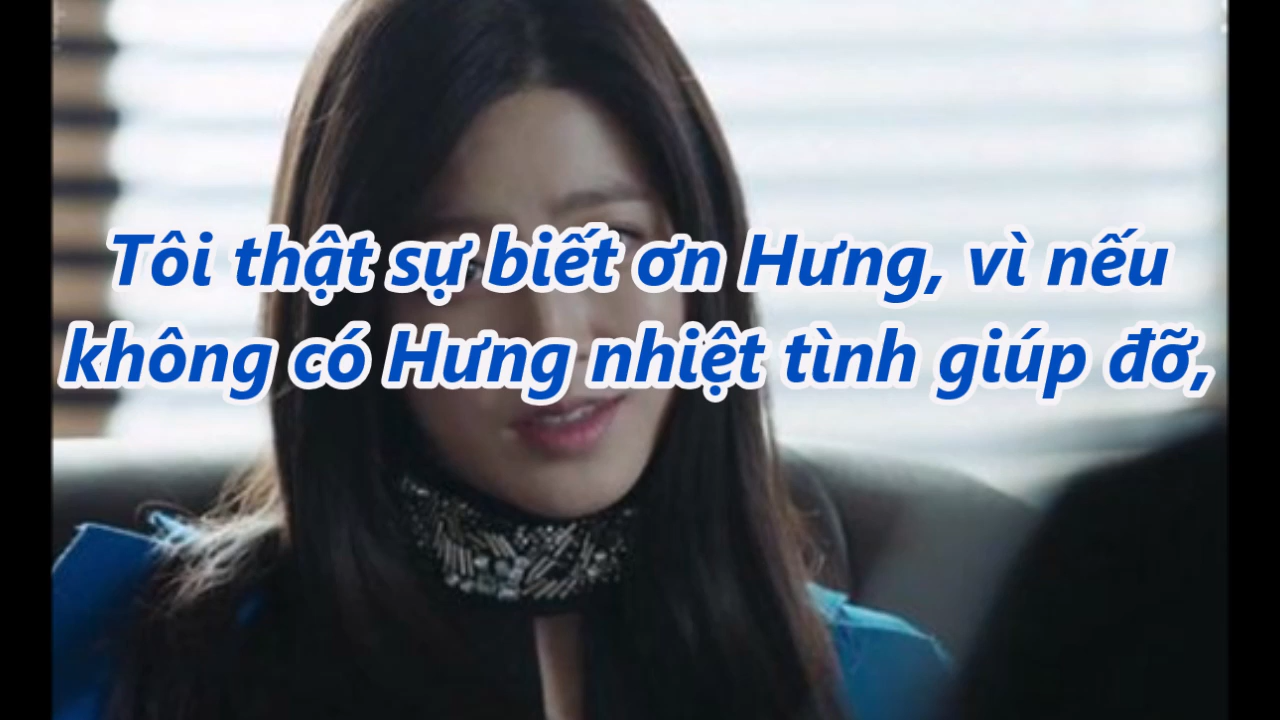 Tôi thật sự biết ơn Hưng, vì nếu
không có Hưng nhiệt tình giúp đỡ,